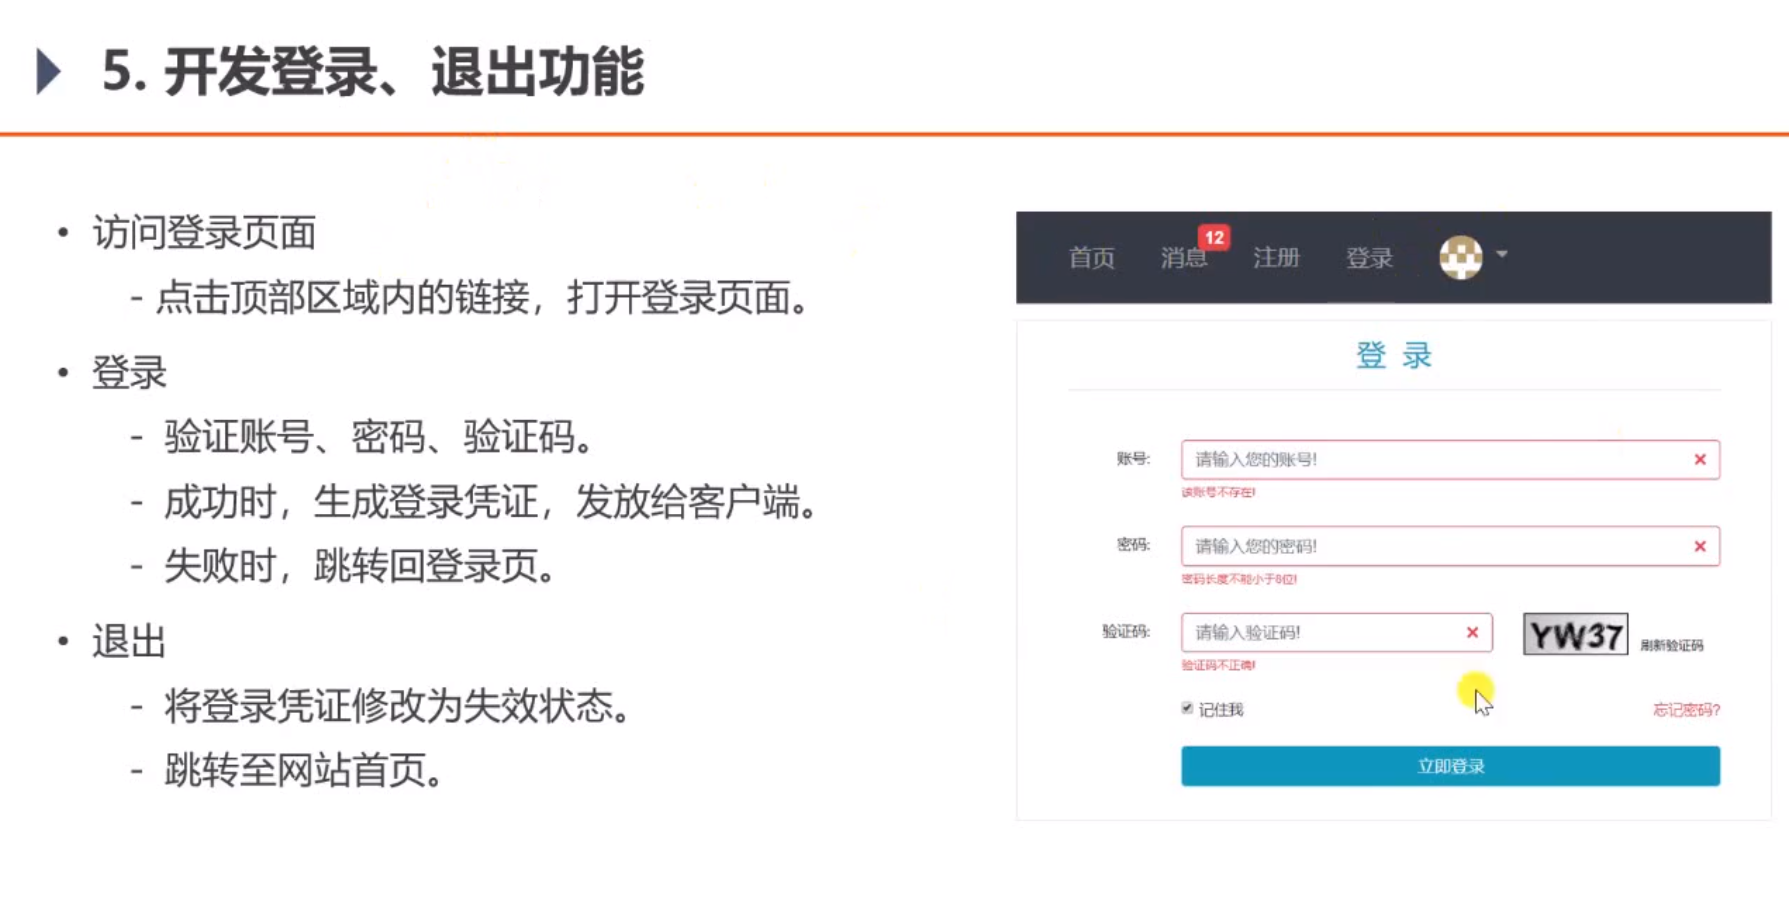 5. 开发登录、退出功能
• 访问登录页面
- 点击顶部区域内的链接，打开登录页面。
• 登录
- 验证账号、密码、验证码。
- 成功时，生成登录凭证，发放给客户端。
- 失败时，跳转回登录页。
• 退出
- 将登录凭证修改为失效状态。
- 跳转至网站首页。
首页 消息 12 注册 登录
登 录
账号: 请输入您的账号!
该账号不存在!
密码: 请输入您的密码!
密码长度不能小于8位!
验证码: 请输入验证码! YW37 刷新验证码
验证码不正确!
记住我 忘记密码?
立即登录